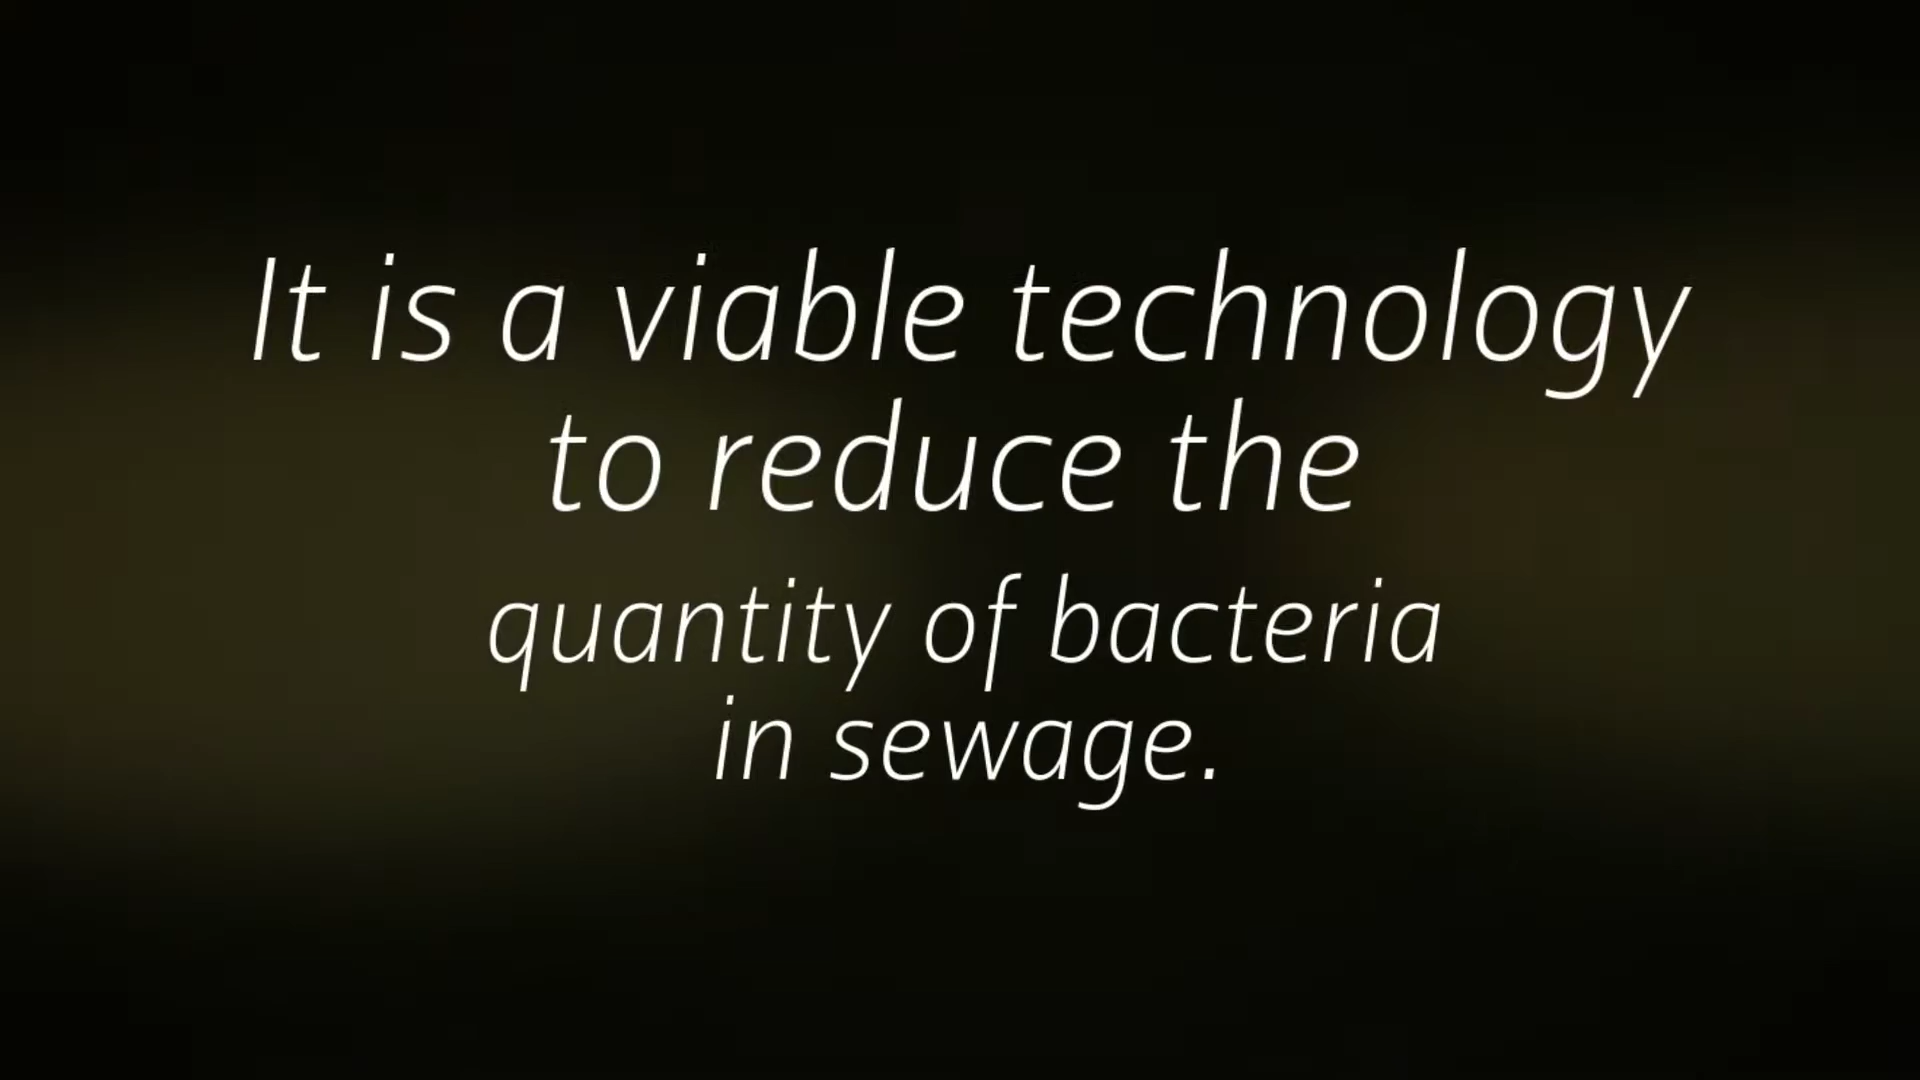 It is a viable technology
to reduce the
quantity of bacteria
in sewage.